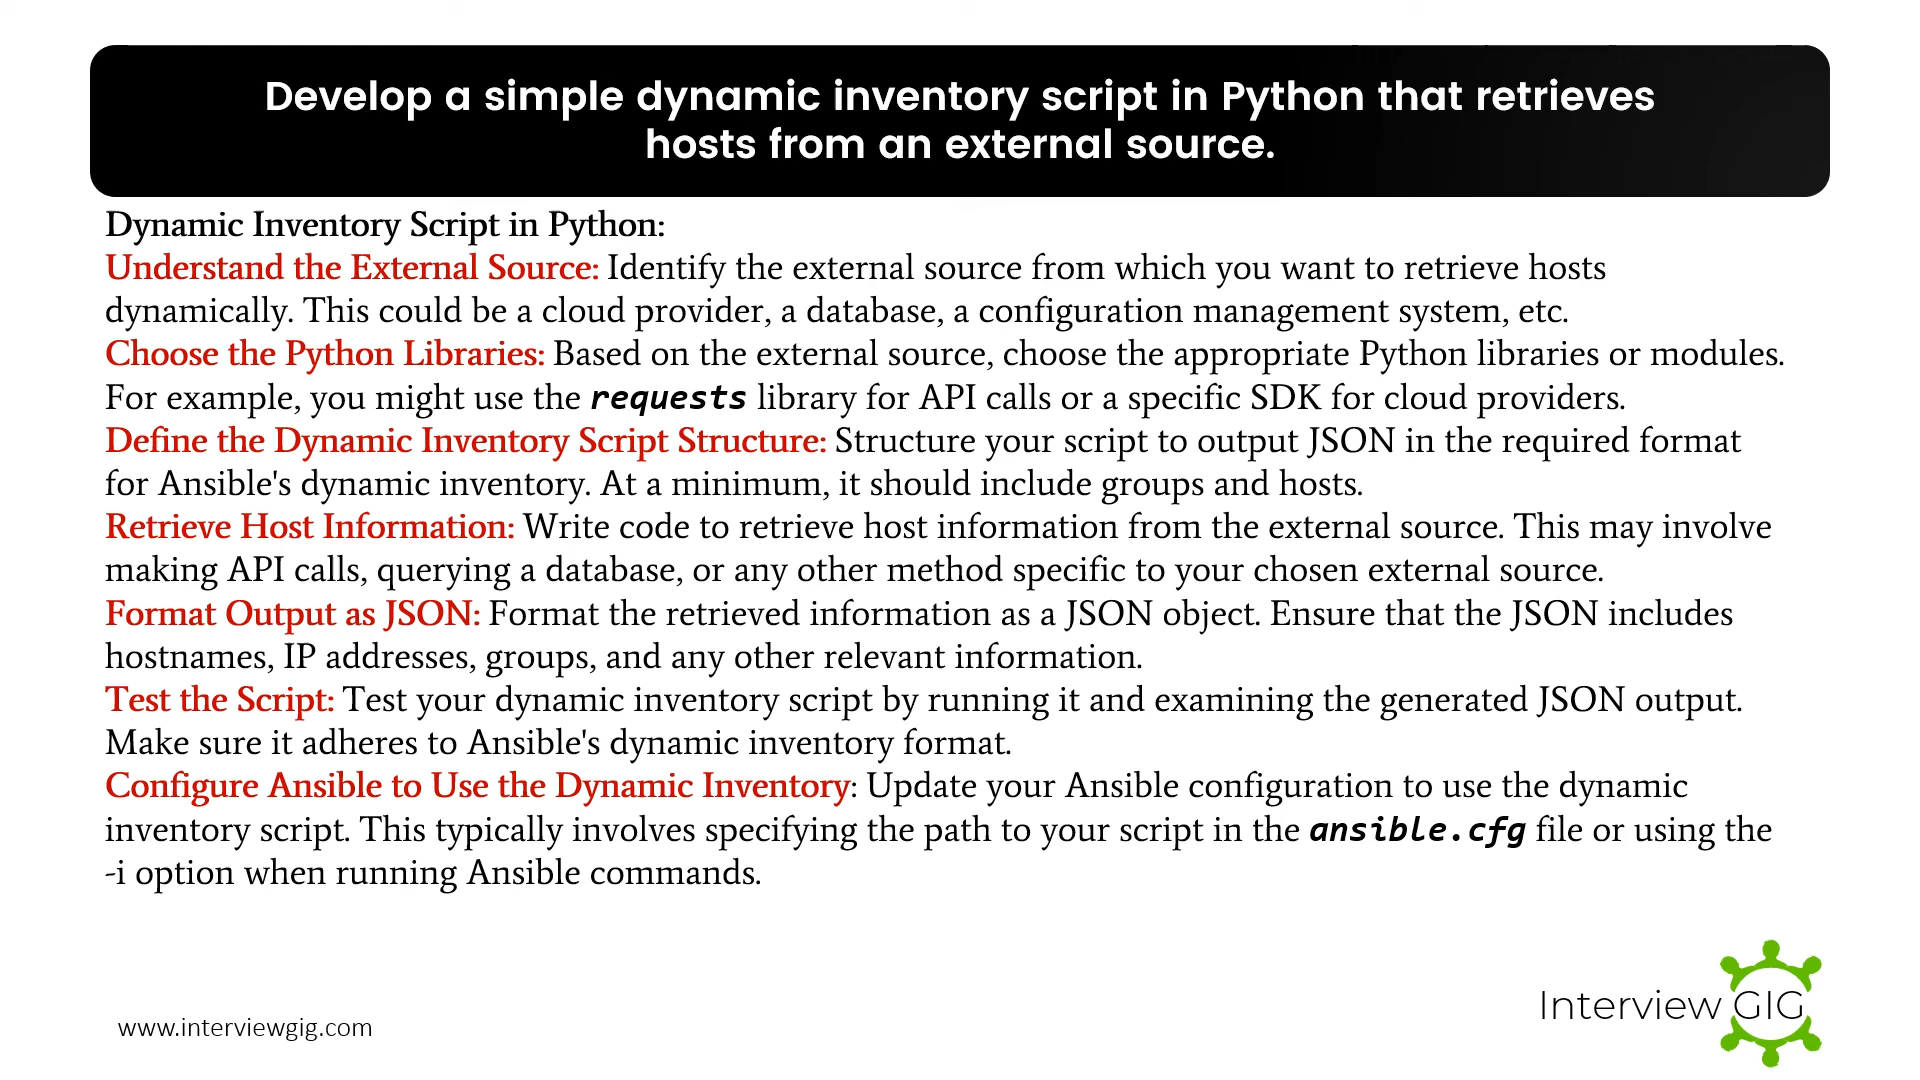 Develop a simple dynamic inventory script in Python that retrieves
hosts from an external source.
Dynamic Inventory Script in Python:
Understand the External Source: Identify the external source from which you want to retrieve hosts
dynamically. This could be a cloud provider, a database, a configuration management system, etc.
Choose the Python Libraries: Based on the external source, choose the appropriate Python libraries or modules.
For example, you might use the requests library for API calls or a specific SDK for cloud providers.
Define the Dynamic Inventory Script Structure: Structure your script to output JSON in the required format
for Ansible's dynamic inventory. At a minimum, it should include groups and hosts.
Retrieve Host Information: Write code to retrieve host information from the external source. This may involve
making API calls, querying a database, or any other method specific to your chosen external source.
Format Output as JSON: Format the retrieved information as a JSON object. Ensure that the JSON includes
hostnames, IP addresses, groups, and any other relevant information.
Test the Script: Test your dynamic inventory script by running it and examining the generated JSON output.
Make sure it adheres to Ansible's dynamic inventory format.
Configure Ansible to Use the Dynamic Inventory: Update your Ansible configuration to use the dynamic
inventory script. This typically involves specifying the path to your script in the ansible.cfg file or using the
-i option when running Ansible commands.
Interview GIG
www.interviewgig.com